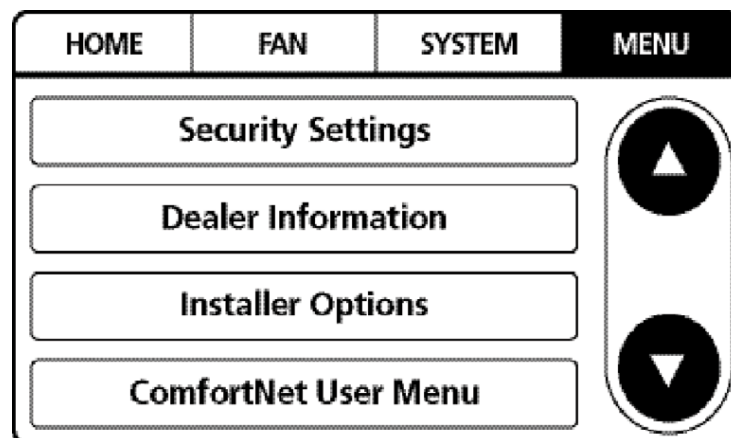 HOME FAN SYSTEM MENU
Security Settings
Dealer Information
Installer Options
ComfortNet User Menu